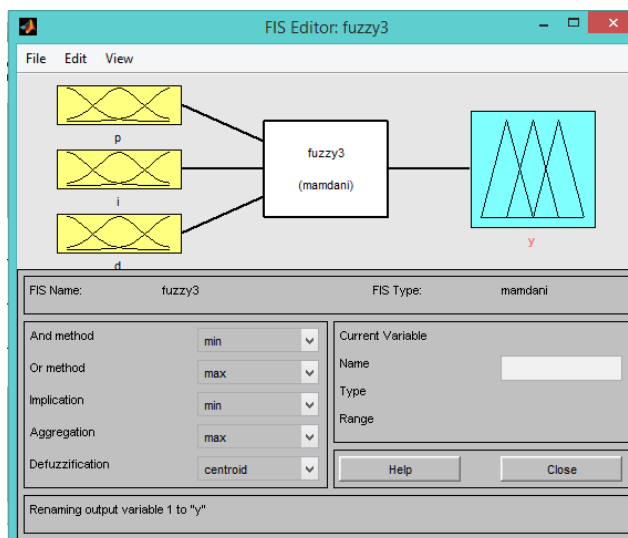 FIS Editor: fuzzy3
File Edit View
p
i
d
fuzzy3
(mamdani)
y
FIS Name: fuzzy3 FIS Type: mamdani
And method min
Or method max
Implication min
Aggregation max
Defuzzification centroid
Current Variable
Name
Type
Range
Help Close
Renaming output variable 1 to "y"